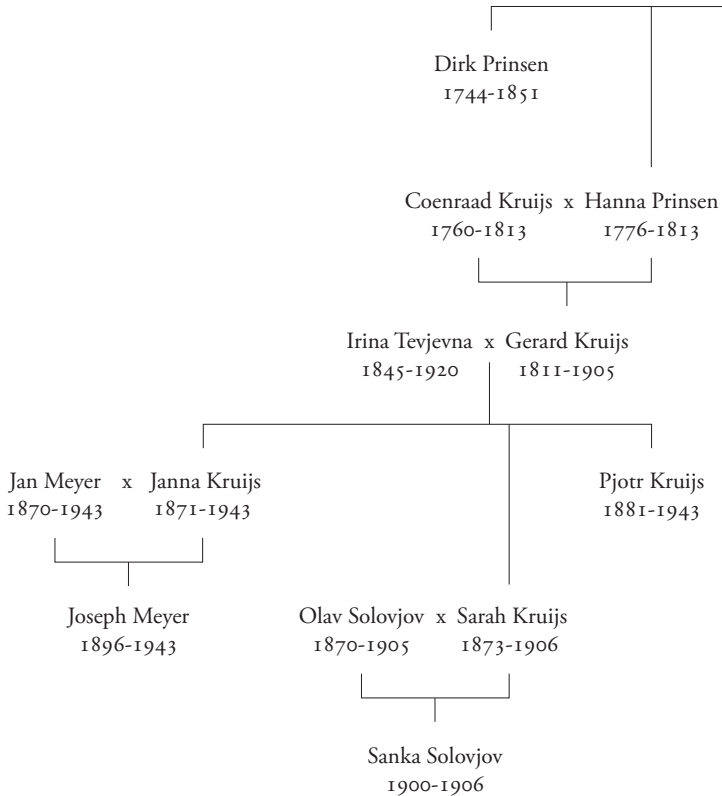 Dirk Prinsen
1744-1851
Coenraad Kruijs x Hanna Prinsen
1760-1813 1776-1813
Irina Tevjevna x Gerard Kruijs
1845-1920 1811-1905
Jan Meyer x Janna Kruijs Pjotr Kruijs
1870-1943 1871-1943 1881-1943
Joseph Meyer Olav Solovjov x Sarah Kruijs
1896-1943 1870-1905 1873-1906
Sanka Solovjov
1900-1906